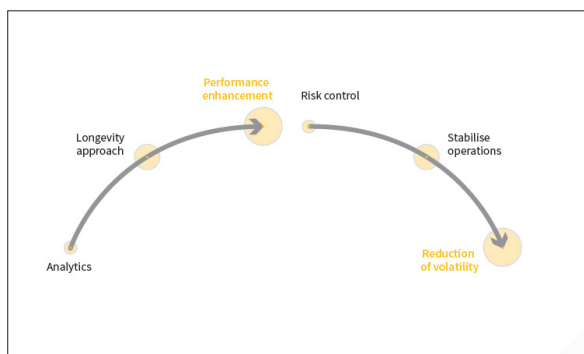 Performance
enhancement
Risk control
Longevity
approach
Stabilise
operations
Analytics
Reduction
of volatility